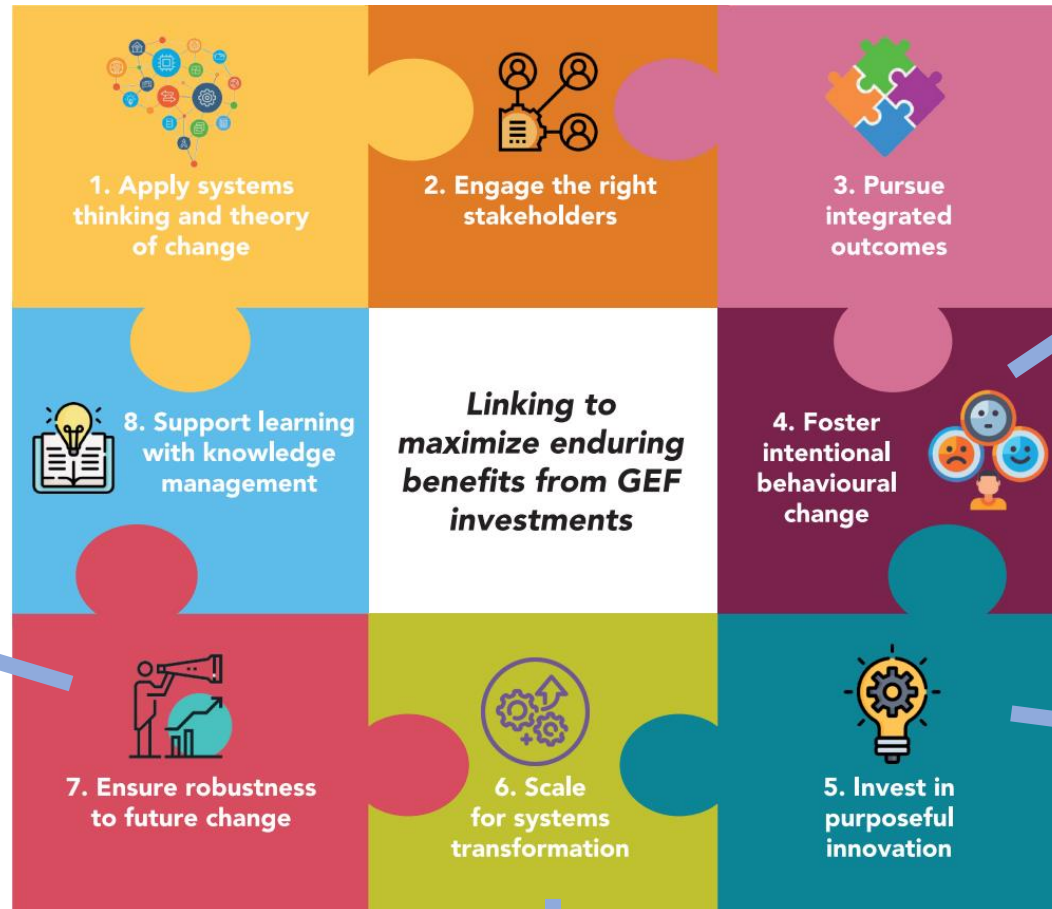 1. Apply systems
thinking and theory
of change
2. Engage the right
stakeholders
3. Pursue
integrated
outcomes
8. Support learning
with knowledge
management
Linking to
maximize enduring
benefits from GEF
investments
4. Foster
intentional
behavioural
change
7. Ensure robustness
to future change
6. Scale
for systems
transformation
5. Invest in
purposeful
innovation